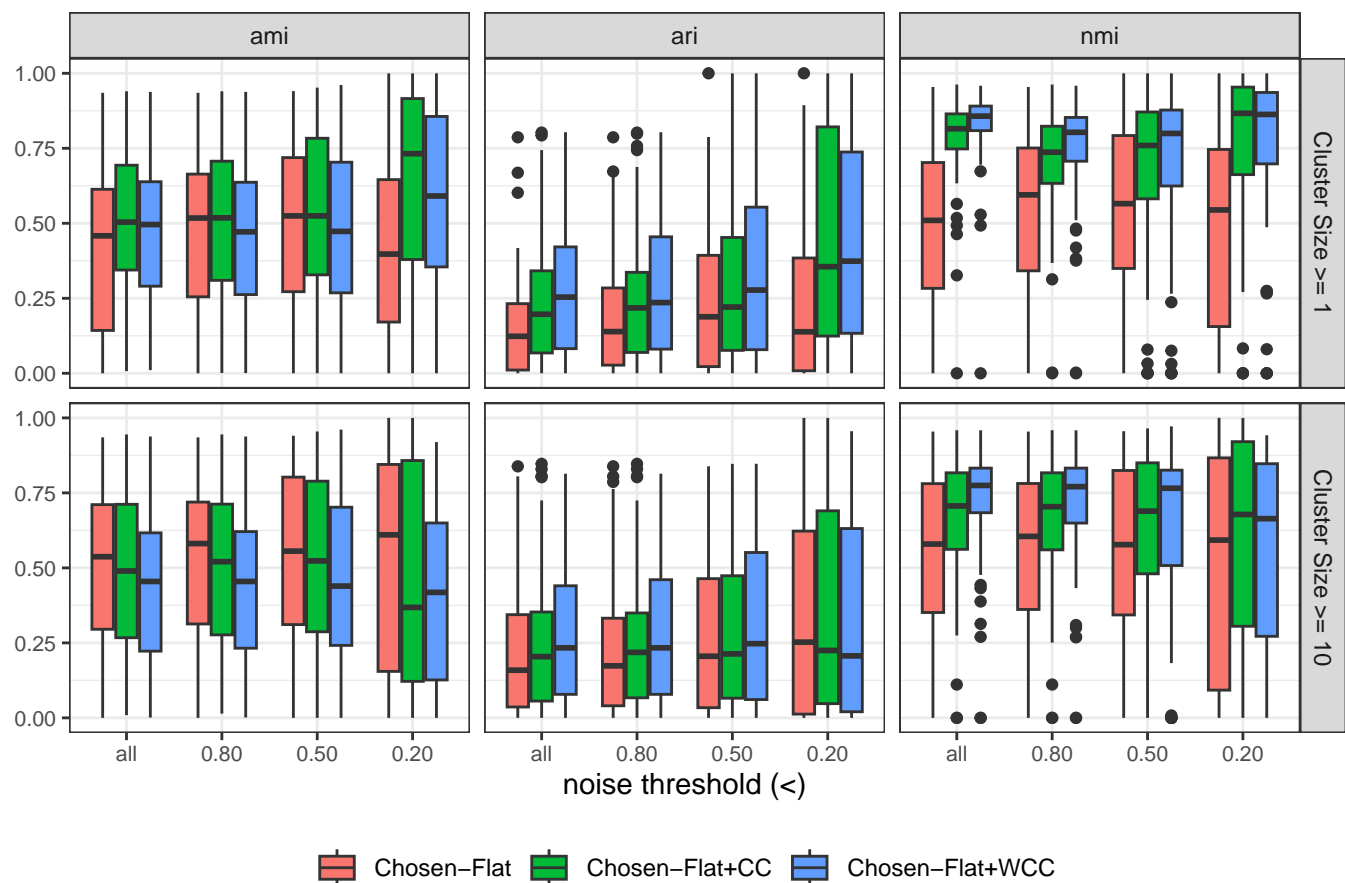 ami ari nmi
1.00
0.75
0.50
0.25
0.00
Cluster Size >= 1
1.00
0.75
0.50
0.25
0.00
Cluster Size >= 10
all 0.80 0.50 0.20 all 0.80 0.50 0.20 all 0.80 0.50 0.20
noise threshold (<)
Chosen−Flat Chosen−Flat+CC Chosen−Flat+WCC